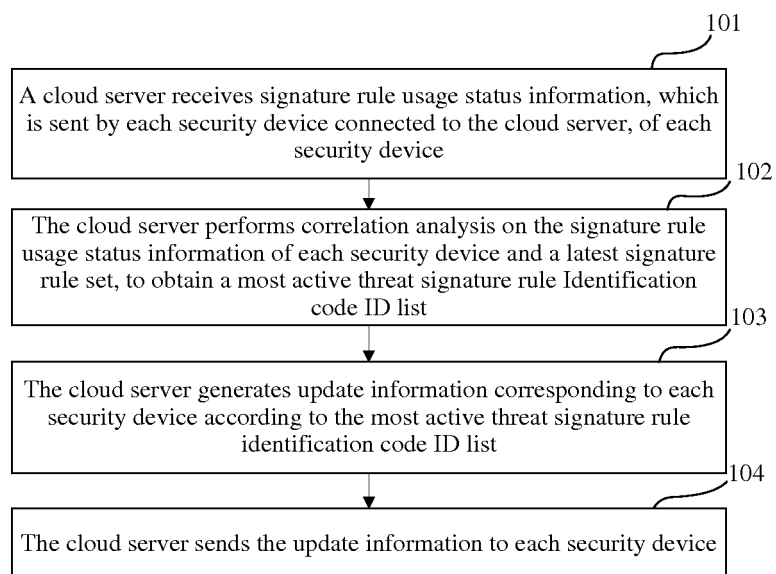 101
A cloud server receives signature rule usage status information, which
is sent by each security device connected to the cloud server, of each
security device
102
The cloud server performs correlation analysis on the signature rule
usage status information of each security device and a latest signature
rule set, to obtain a most active threat signature rule Identification
code ID list
103
The cloud server generates update information corresponding to each
security device according to the most active threat signature rule
identification code ID list
104
The cloud server sends the update information to each security device